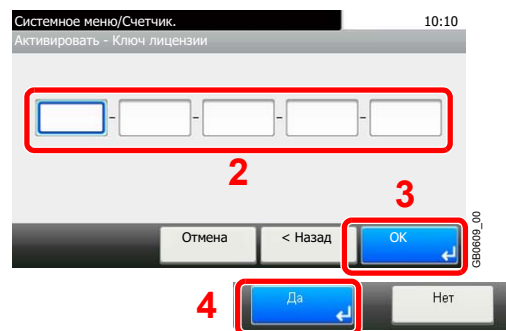 Системное меню/Счетчик. 10:10
Активировать - Ключ лицензии
- - - -
2
3
Отмена < Назад OK
GB0609_00
4 Да Нет